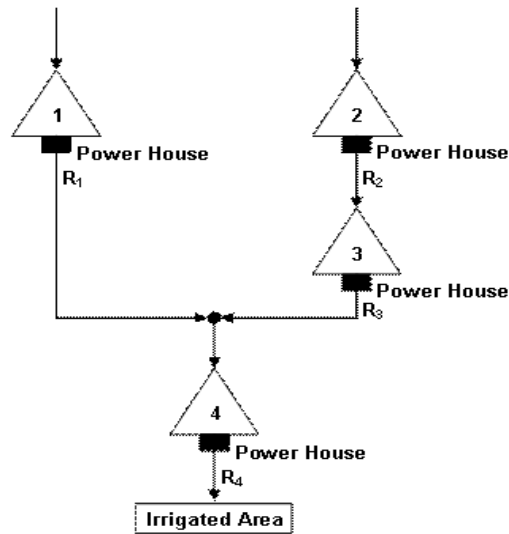 1
2
Power House
Power House
R₁
R₂
3
Power House
R₃
4
Power House
R₄
Irrigated Area